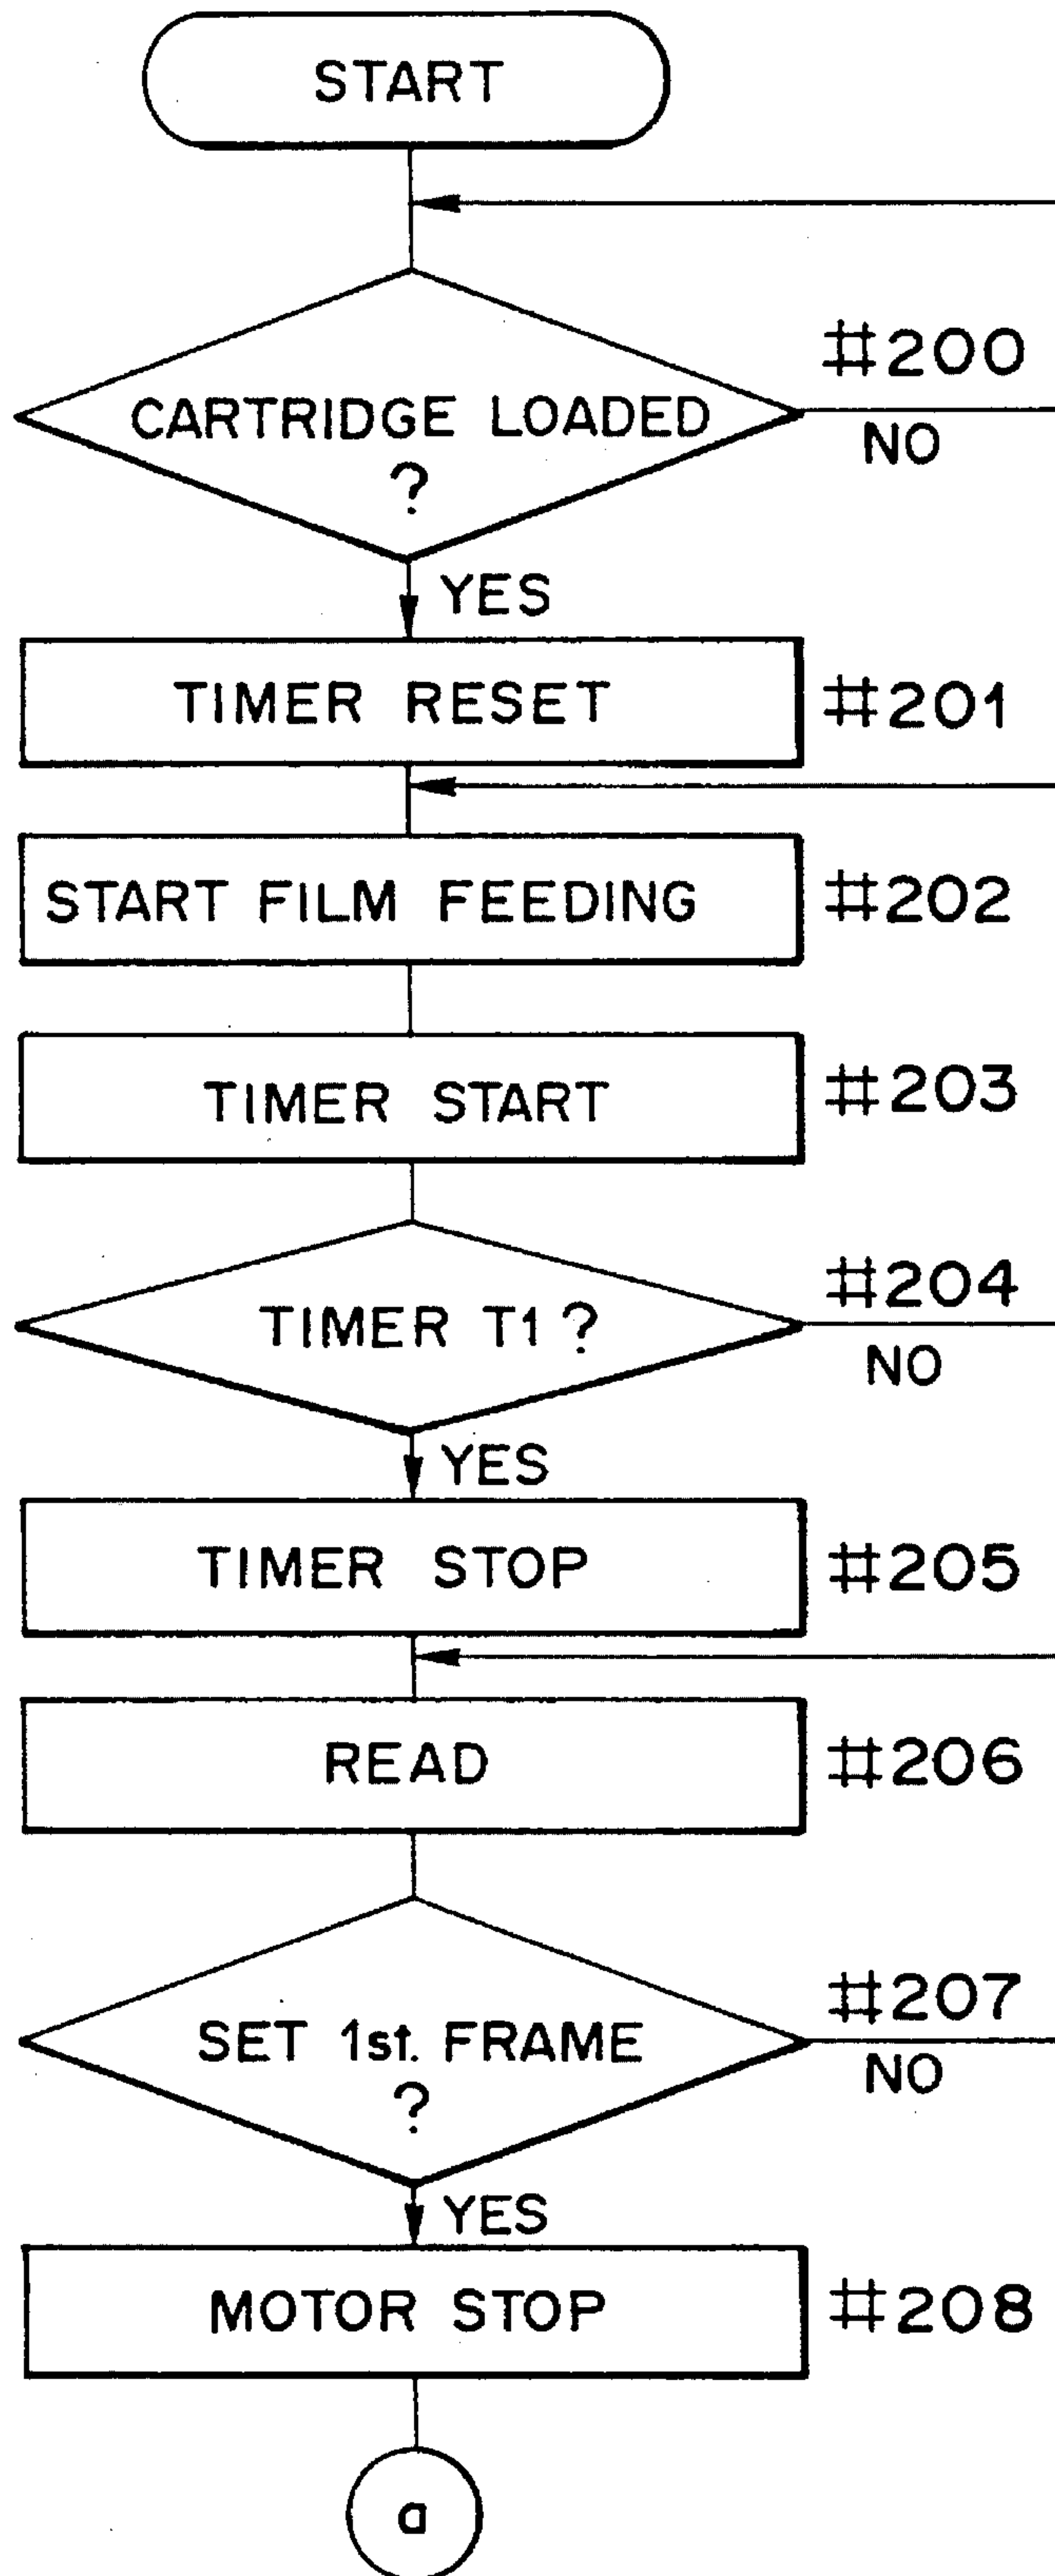 START
#200
CARTRIDGE LOADED
?
NO
YES
TIMER RESET
#201
START FILM FEEDING
#202
TIMER START
#203
#204
TIMER T1 ?
NO
YES
TIMER STOP
#205
READ
#206
#207
SET 1st. FRAME
?
NO
YES
MOTOR STOP
#208
a